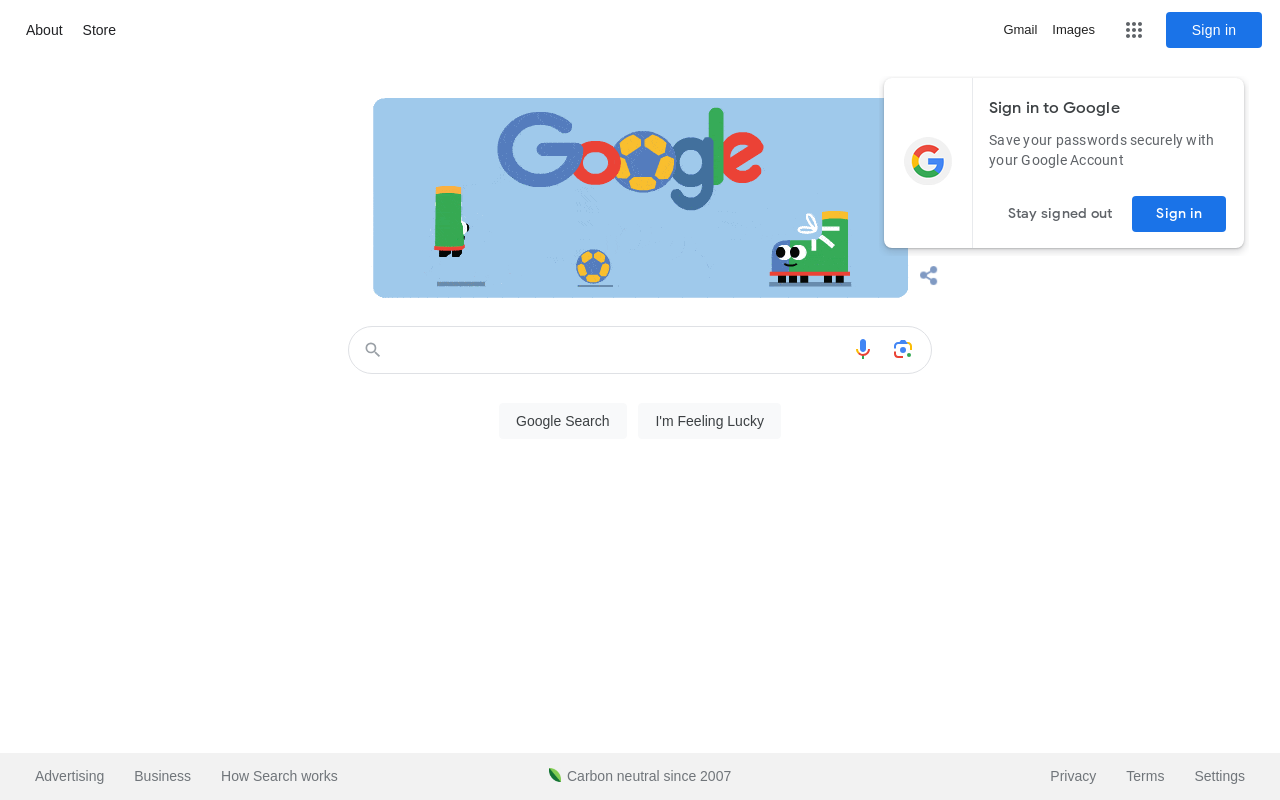 About Store
Gmail Images Sign in
Google
Sign in to Google
Save your passwords securely with
your Google Account
Stay signed out Sign in
Google Search I'm Feeling Lucky
Advertising Business How Search works Carbon neutral since 2007 Privacy Terms Settings